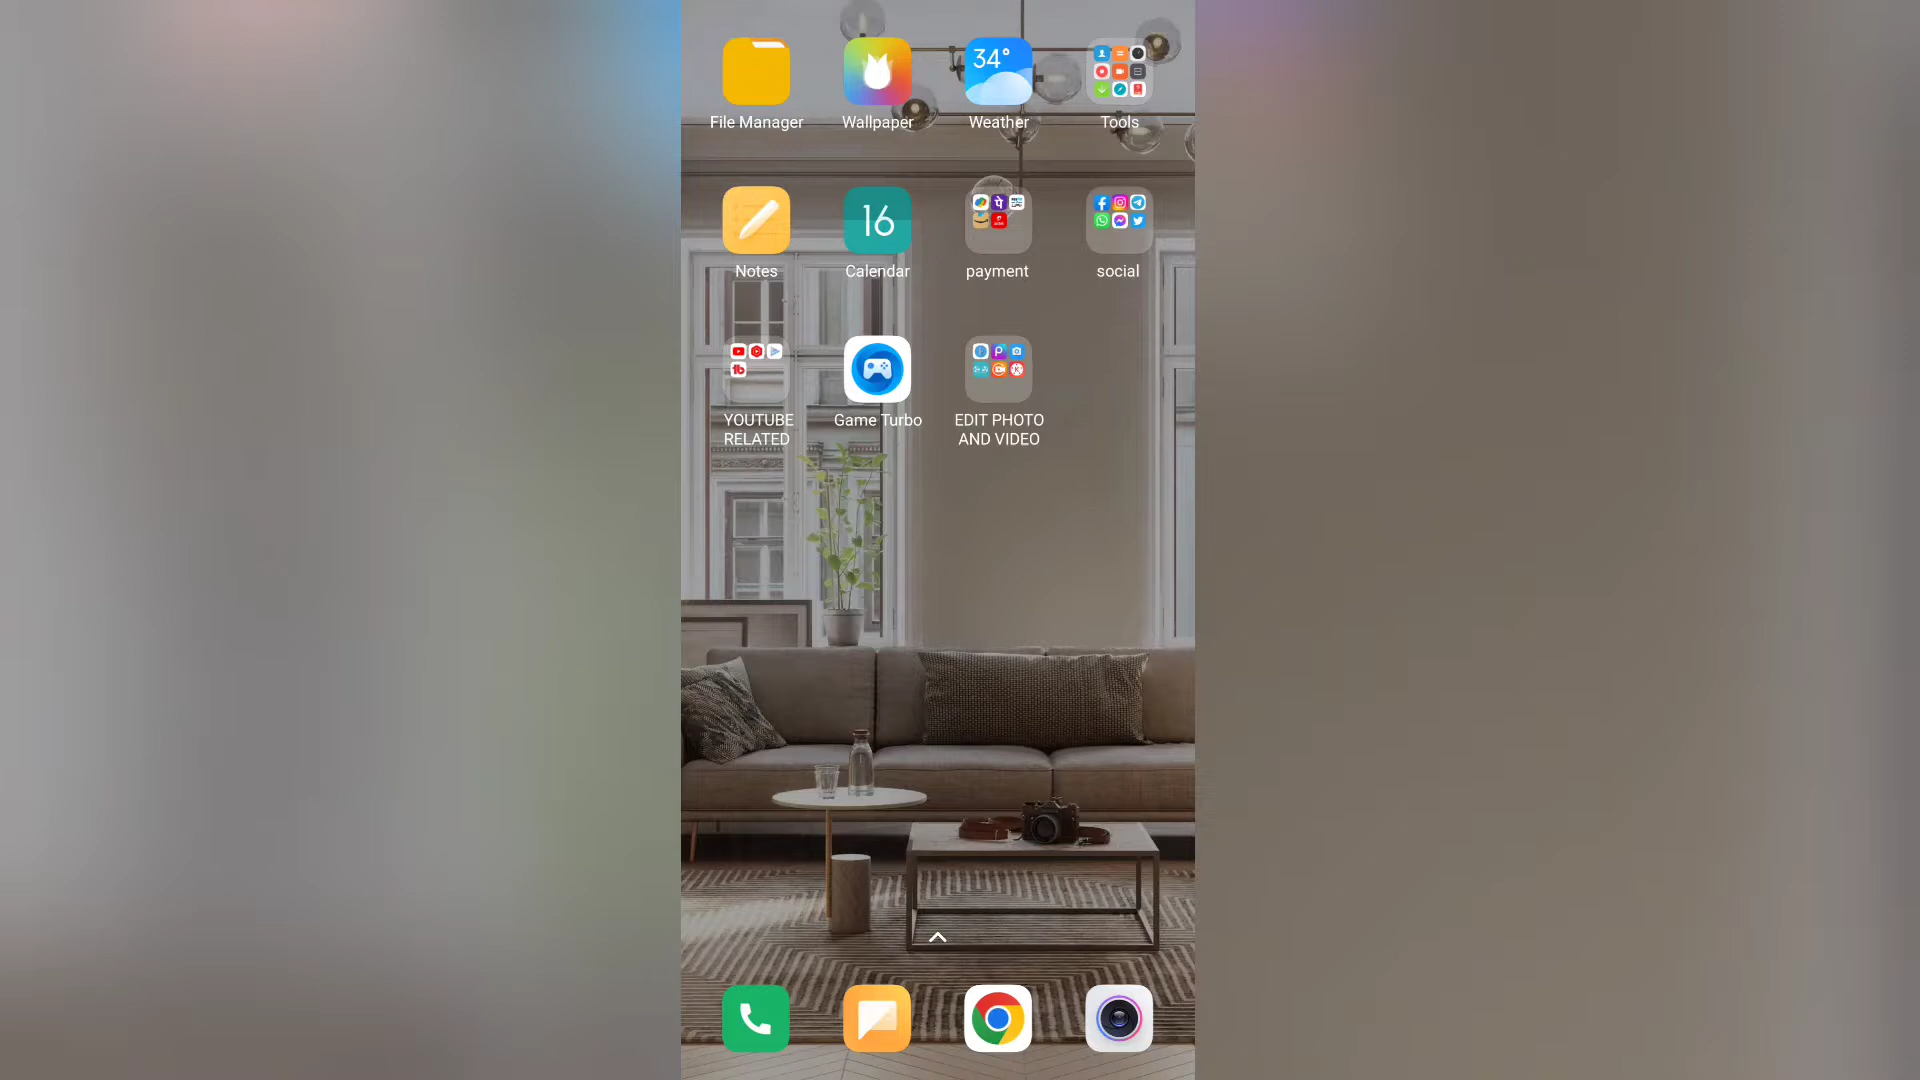 34°
File Manager
Wallpaper
Weather
Tools
16
Notes
Calendar
payment
social
YOUTUBE
RELATED
Game Turbo
EDIT PHOTO
AND VIDEO